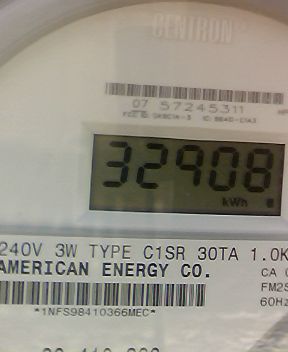 CENTRON
07 57245311
32908
kWh
240V 3W TYPE C1SR 30TA 1.0K
AMERICAN ENERGY CO.
CA
FM2S
60Hz
*1NFS98410366MEC*